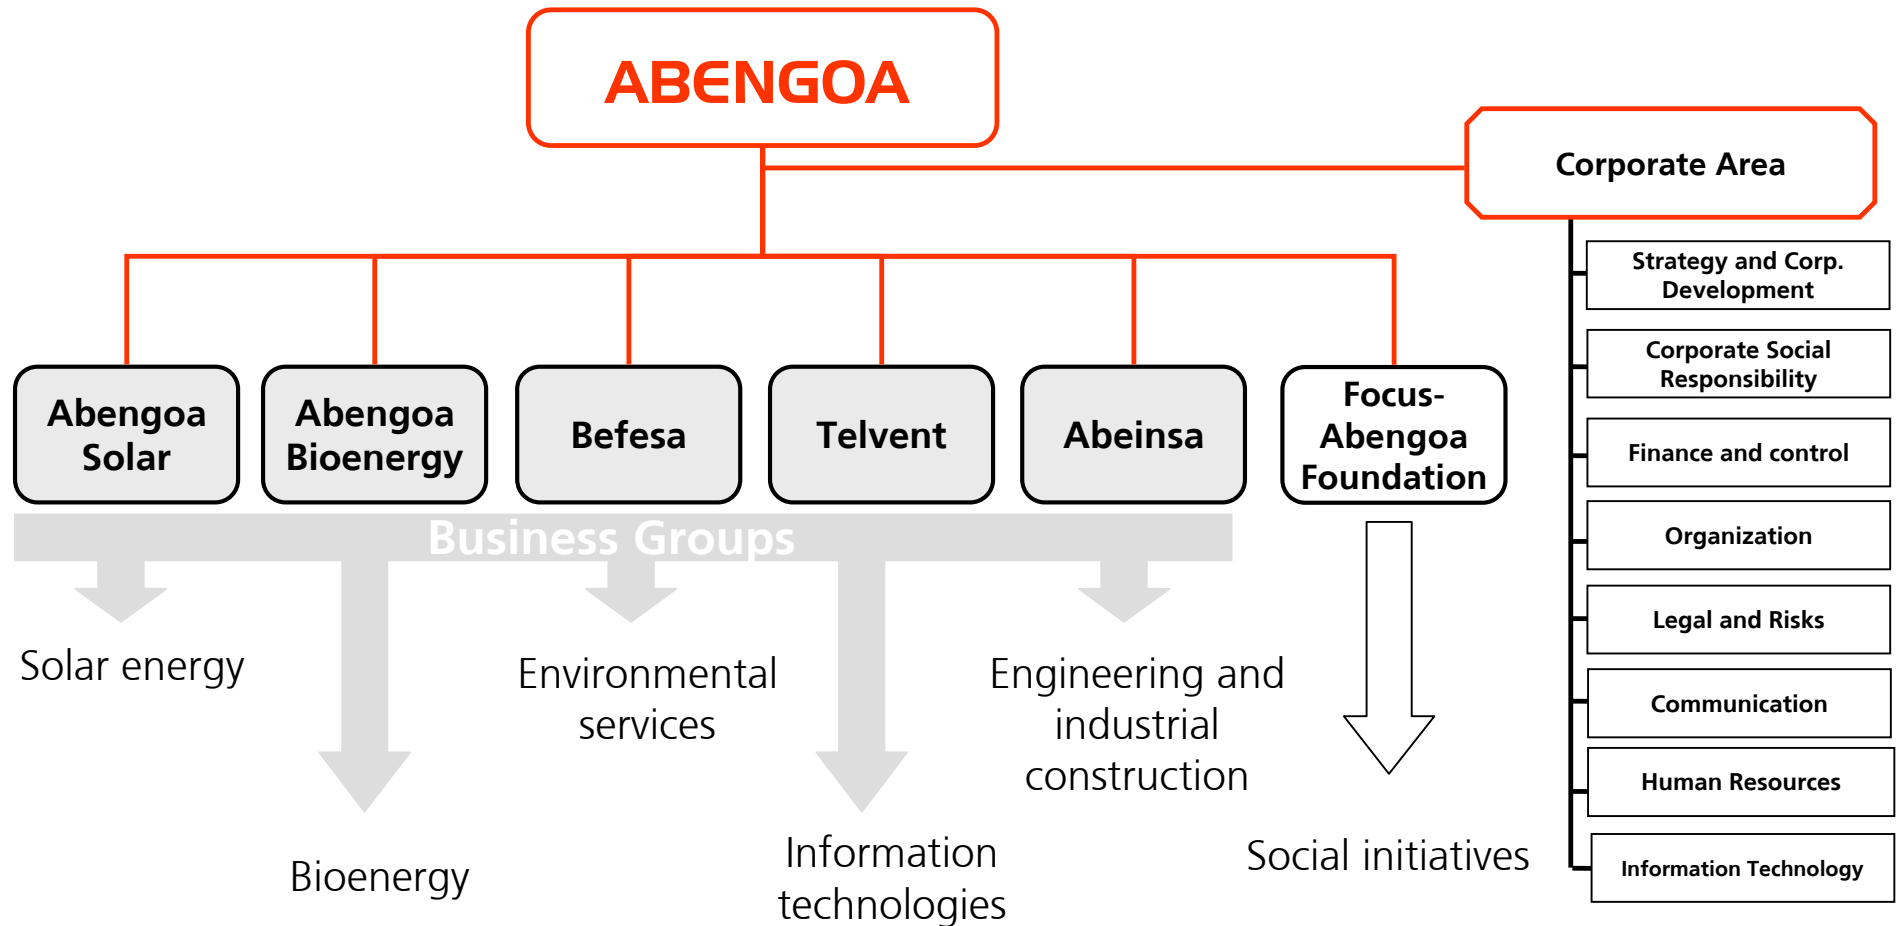 ABENGOA
Corporate Area
Strategy and Corp.
Development
Corporate Social
Responsibility
Finance and control
Organization
Legal and Risks
Communication
Human Resources
Information Technology
Abengoa
Solar
Abengoa
Bioenergy
Befesa
Telvent
Abeinsa
Focus-
Abengoa
Foundation
Business Groups
Solar energy
Bioenergy
Environmental
services
Information
technologies
Engineering and
industrial
construction
Social initiatives